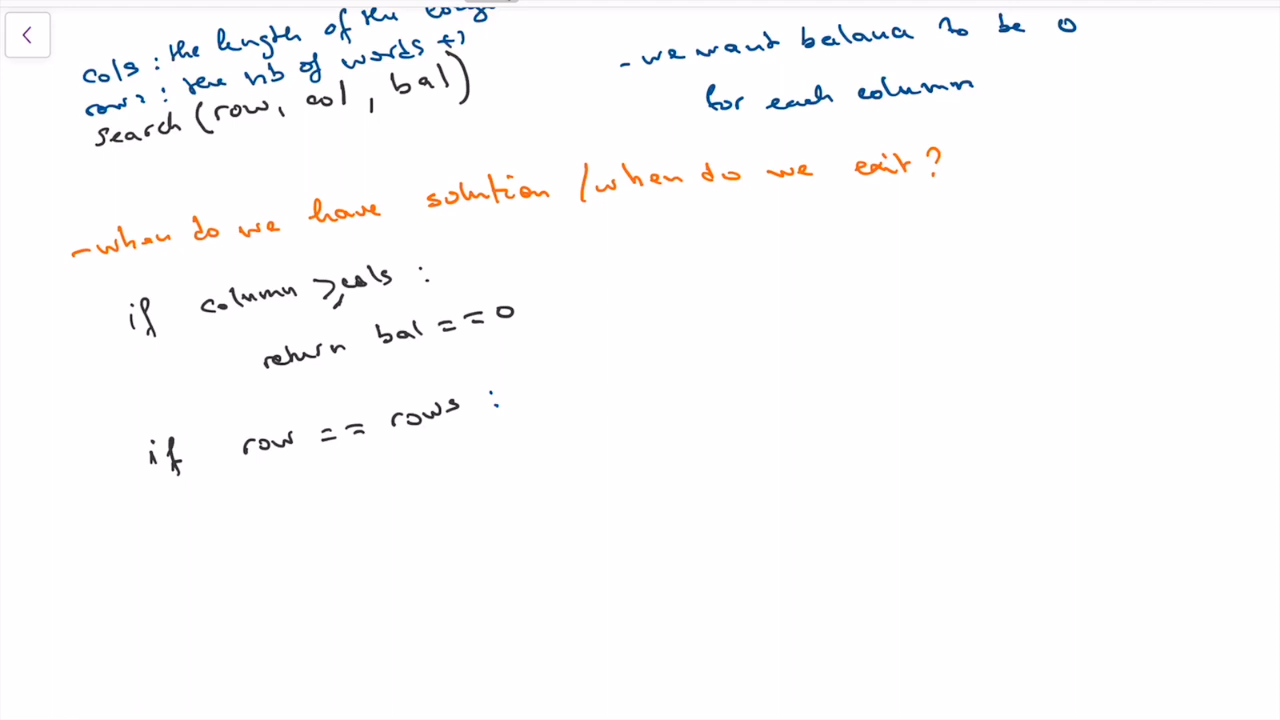 cols : the length of the
rows : the nb of words +1
search (row, col, bal)
- we want balance to be 0
for each column
- when do we have solution / when do we exit ?
if column >= cols :
return bal == 0
if row == rows :